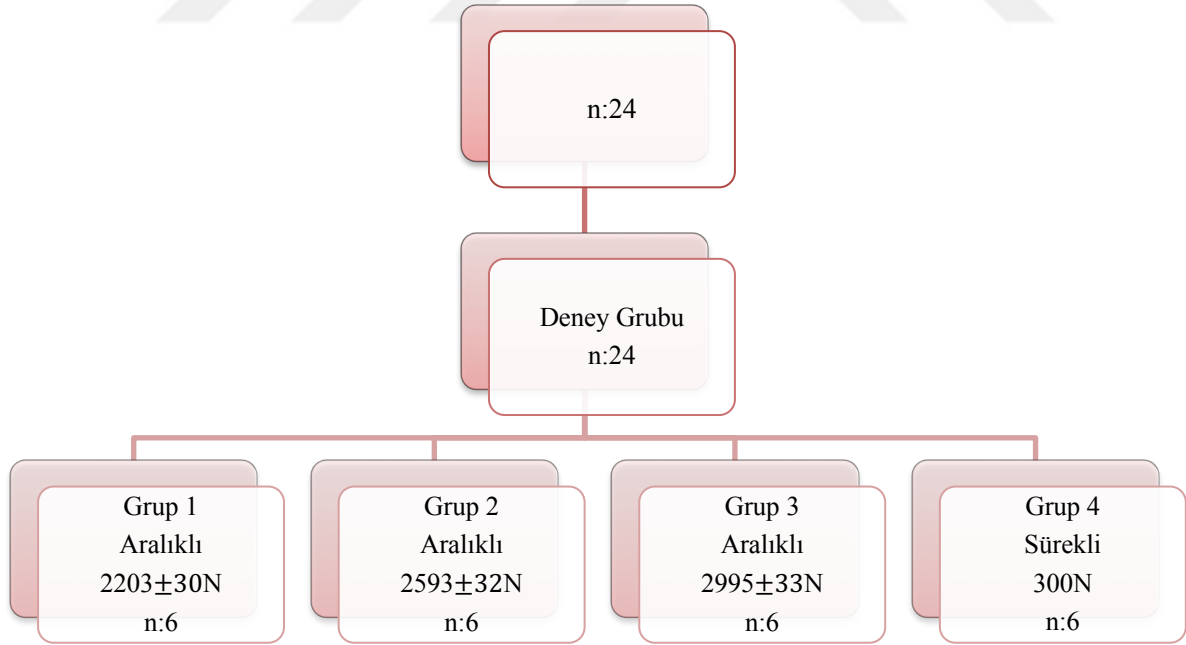 n:24
Deney Grubu
n:24
Grup 1
Aralıklı
2203±30N
n:6
Grup 2
Aralıklı
2593±32N
n:6
Grup 3
Aralıklı
2995±33N
n:6
Grup 4
Sürekli
300N
n:6